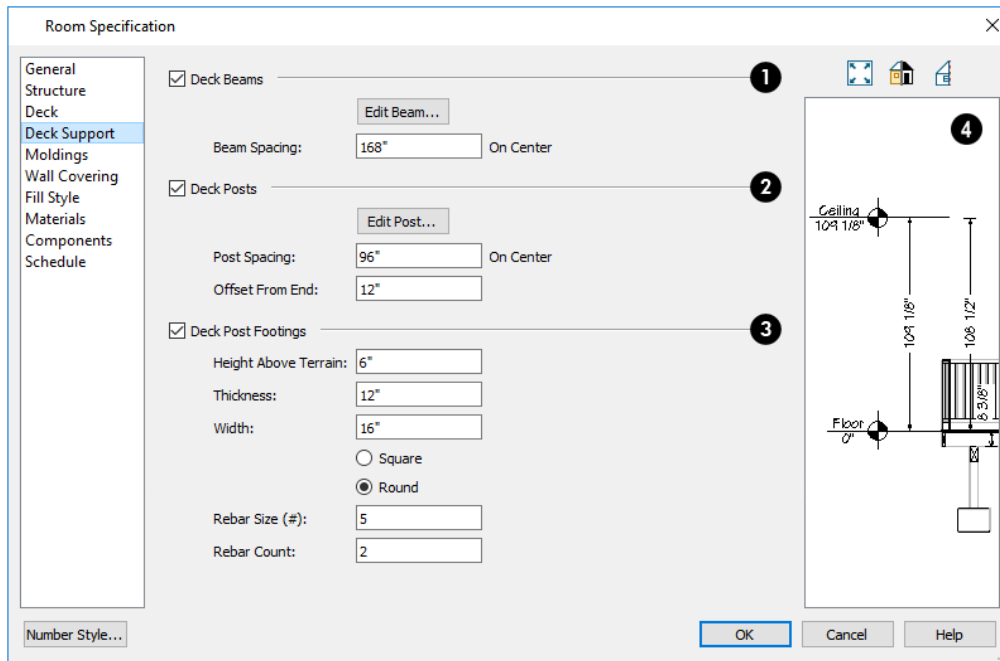 Room Specification
General
Structure
Deck
Deck Support
Moldings
Wall Covering
Fill Style
Materials
Components
Schedule
Deck Beams
1
Edit Beam...
Beam Spacing: 168" On Center
Deck Posts
2
Edit Post...
Post Spacing: 96" On Center
Offset From End: 12"
Deck Post Footings
3
Height Above Terrain: 6"
Thickness: 12"
Width: 16"
Square
Round
Rebar Size (#): 5
Rebar Count: 2
4
Ceiling
109 1/8"
109 1/8"
108 1/2"
8 3/8"
Floor
0"
Number Style...
OK
Cancel
Help